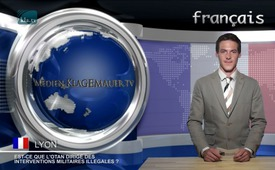 français
MEDIEN-KLAGEMAUER.TV
LYON
EST-CE QUE L'OTAN DIRIGE DES
INTERVENTIONS MILITAIRES ILLÉGALES ?